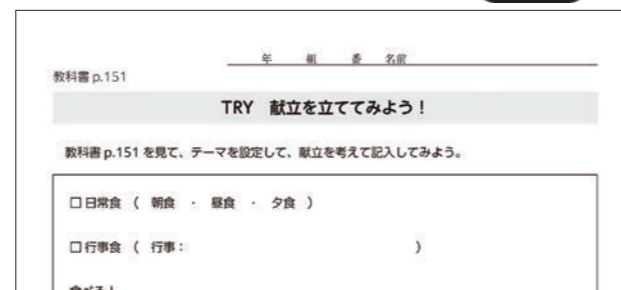 年 組 番 名前
教科書 p.151
TRY 献立を立ててみよう！
教科書 p.151 を見て、テーマを設定して、献立を考えて記入してみよう。
□日常食 （ 朝食 ・ 昼食 ・ 夕食 ）
□行事食 （ 行事： ）